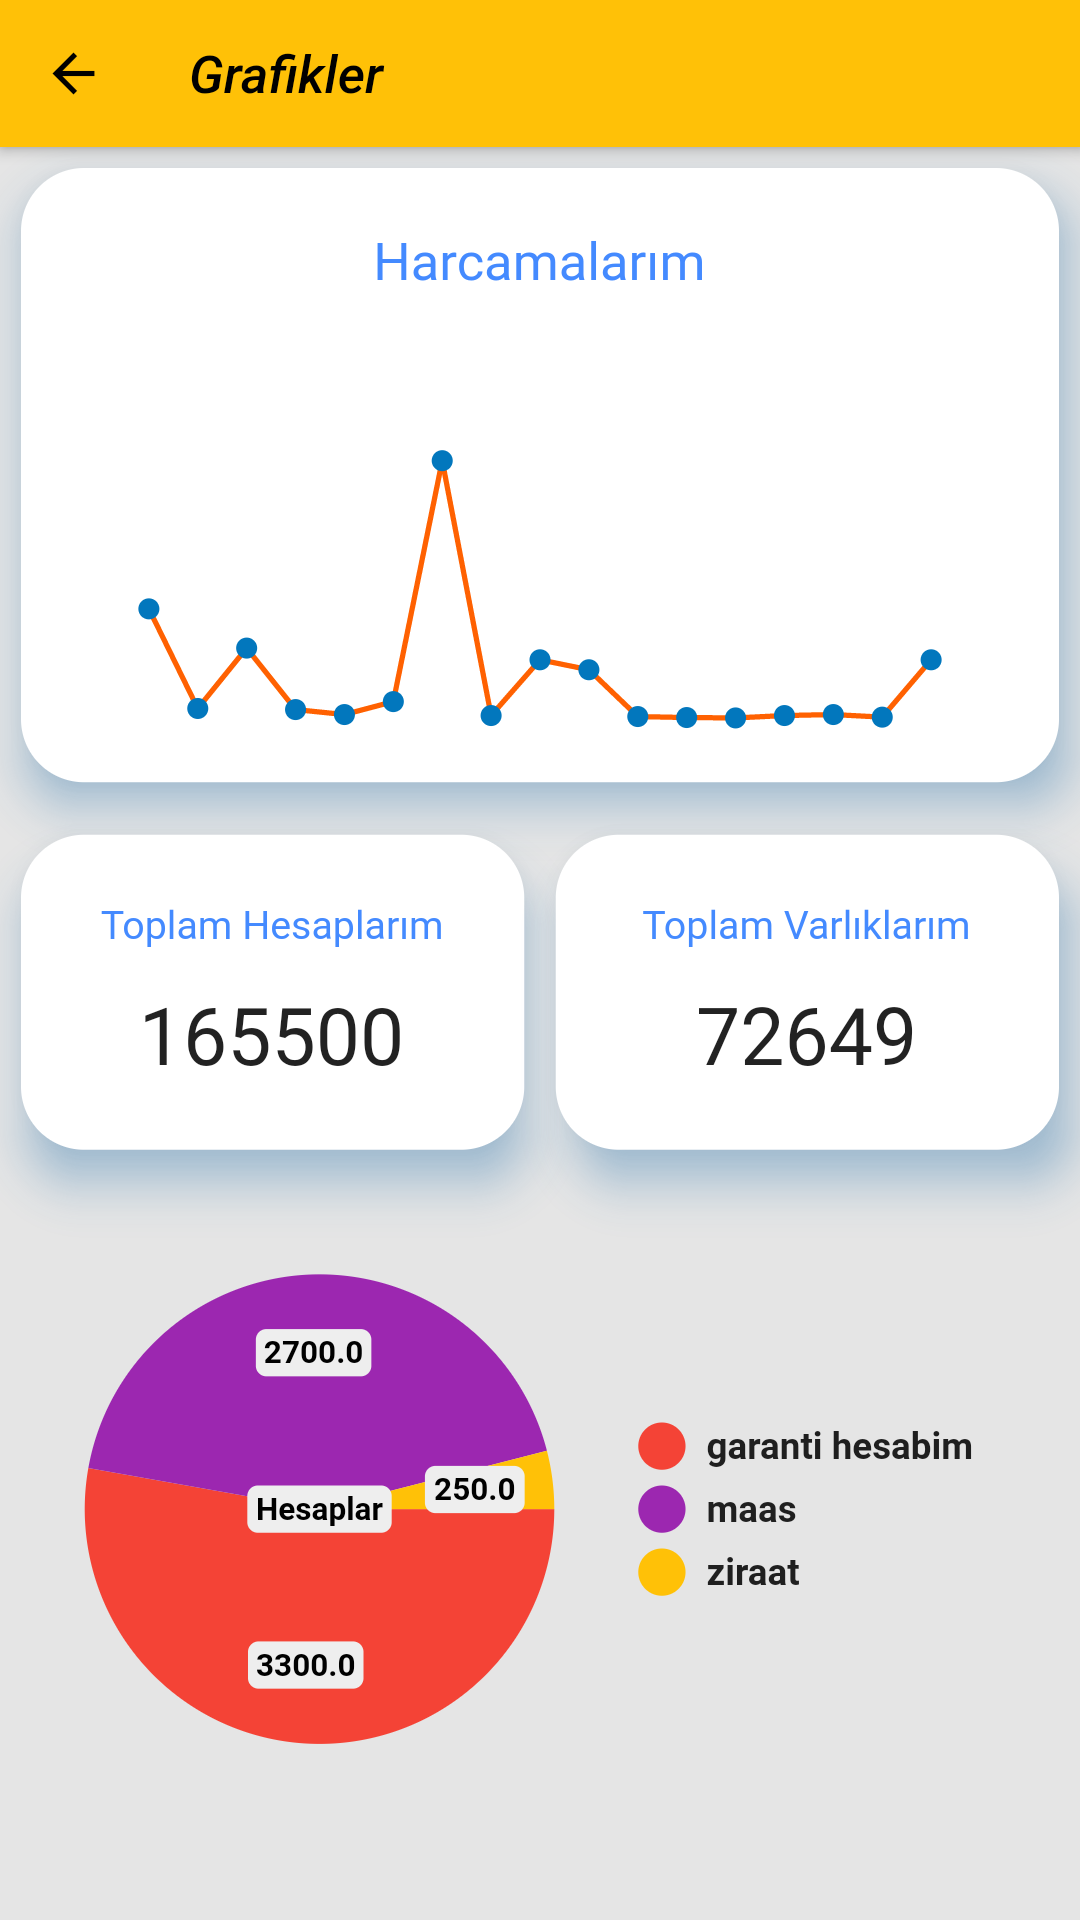 Grafikler
Harcamalarım
Toplam Hesaplarım
165500
Toplam Varlıklarım
72649
2700.0
250.0
Hesaplar
3300.0
garanti hesabim
maas
ziraat